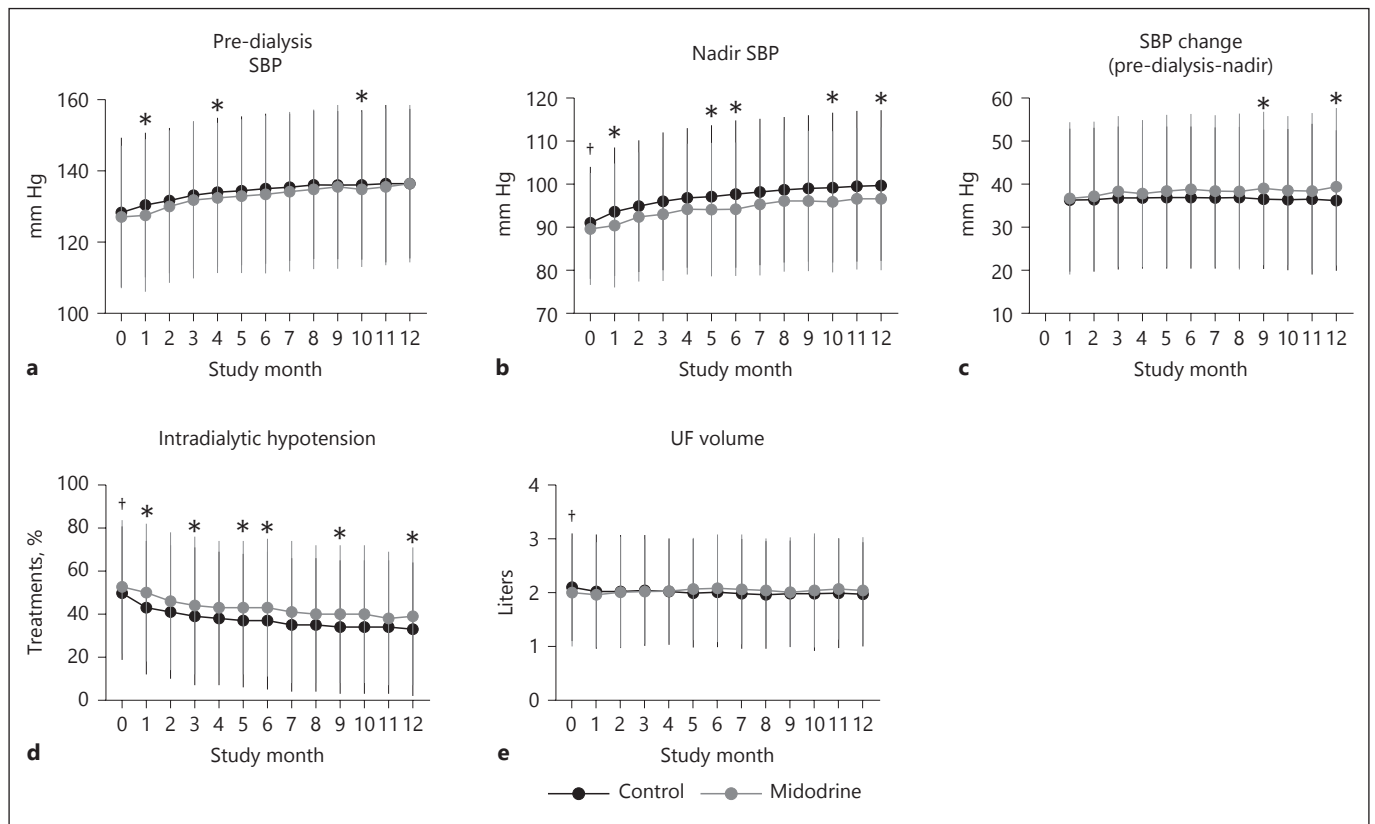 Pre-dialysis
SBP
mm Hg
160
140
120
100
*
*
*
0 1 2 3 4 5 6 7 8 9 10 11 12
a
Study month
Nadir SBP
mm Hg
120
110
100
90
80
70
†
*
*
*
*
*
0 1 2 3 4 5 6 7 8 9 10 11 12
b
Study month
SBP change
(pre-dialysis-nadir)
mm Hg
60
50
40
30
20
10
*
*
0 1 2 3 4 5 6 7 8 9 10 11 12
c
Study month
Intradialytic hypotension
Treatments, %
100
80
60
40
20
0
†
*
*
*
*
*
*
0 1 2 3 4 5 6 7 8 9 10 11 12
d
Study month
UF volume
Liters
4
3
2
1
0
†
0 1 2 3 4 5 6 7 8 9 10 11 12
e
Study month
Control
Midodrine